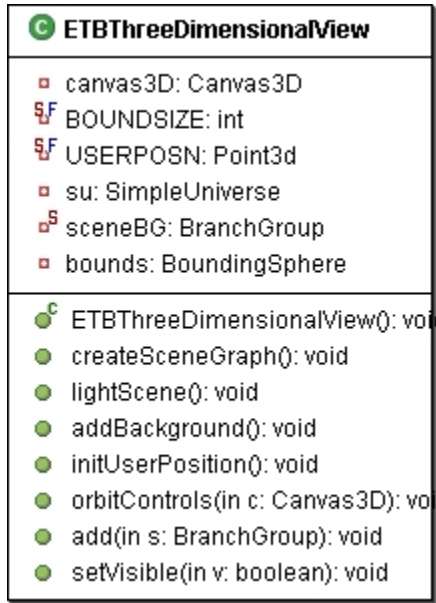 C ETBThreeDimensionalView
canvas3D: Canvas3D
S F BOUNDSIZE: int
S F USERPOSN: Point3d
su: SimpleUniverse
S sceneBG: BranchGroup
bounds: BoundingSphere
C ETBThreeDimensionalView(): voi
createSceneGraph(): void
lightScene(): void
addBackground(): void
initUserPosition(): void
orbitControls(in c: Canvas3D): vo
add(in s: BranchGroup): void
setVisible(in v: boolean): void